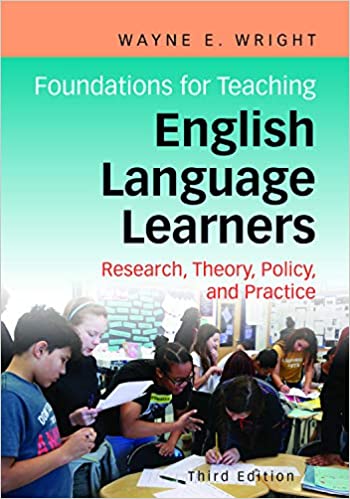 WAYNE E. WRIGHT
Foundations for Teaching
English
Language
Learners
Research, Theory, Policy,
and Practice
Third Edition